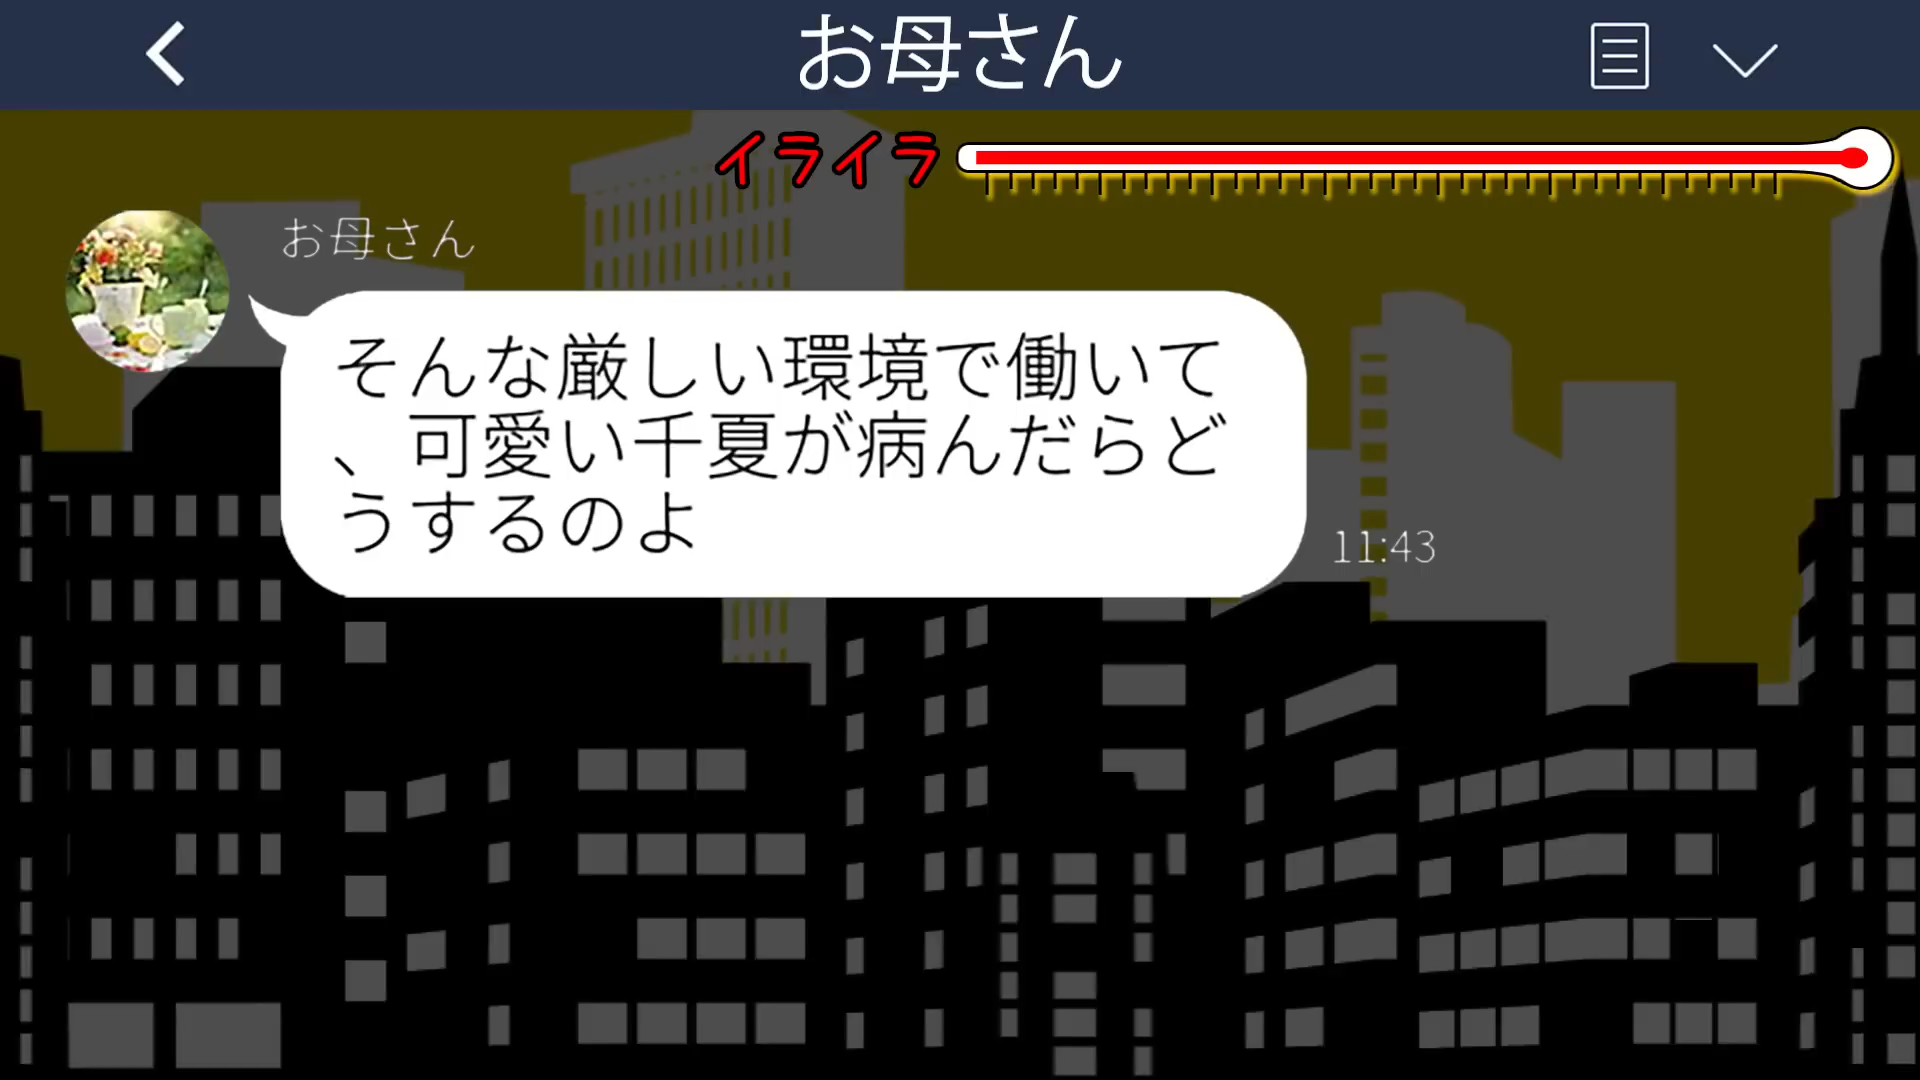 お母さん
イライラ
お母さん
そんな厳しい環境で働いて
、可愛い千夏が病んだらど
うするのよ
11:43